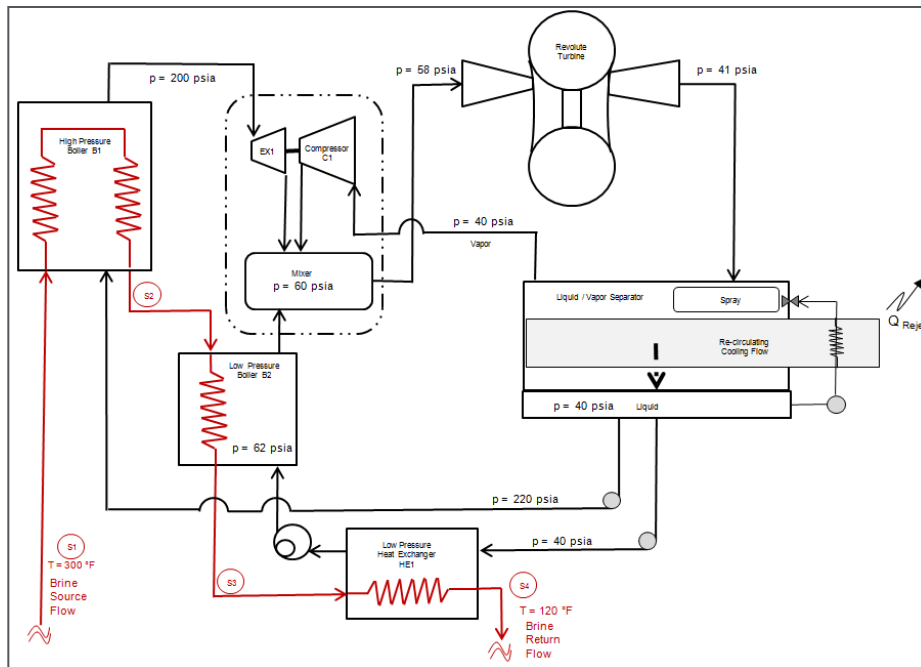 Revolute
Turbine
p = 58 psia
p = 41 psia
p = 200 psia
High Pressure
Boiler B1
EX1
Compressor
C1
p = 40 psia
Vapor
Mixer
p = 60 psia
S2
Liquid / Vapor Separator
Spray
Q Reje
Re-circulating
Cooling Flow
Low Pressure
Boiler B2
p = 40 psia
Liquid
p = 62 psia
p = 220 psia
S1
T = 300 °F
Brine
Source
Flow
Low Pressure
Heat Exchanger
HE1
p = 40 psia
S3
S4
T = 120 °F
Brine
Return
Flow